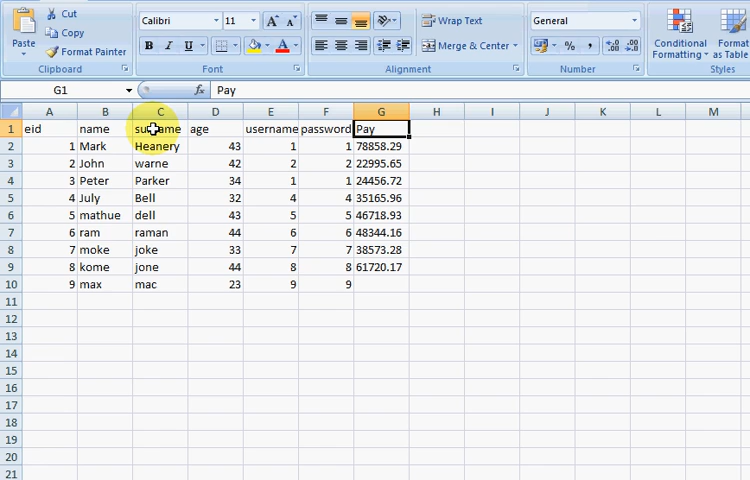 Cut
Copy
Format Painter
Paste
Clipboard
Calibri 11 A A
B I U A
Font
Wrap Text
Merge & Center
Alignment
General
$ % , .0 .00 .00 .0
Number
Conditional Format
Formatting as Table
Styles
G1 fx Pay
A B C D E F G H I J K L M
1 eid name surname age username password Pay
2 1 Mark Heanery 43 1 1 78858.29
3 2 John warne 42 2 2 22995.65
4 3 Peter Parker 34 1 1 24456.72
5 4 July Bell 32 4 4 35165.96
6 5 mathue dell 43 5 5 46718.93
7 6 ram raman 44 6 6 48344.16
8 7 moke joke 33 7 7 38573.28
9 8 kome jone 44 8 8 61720.17
10 9 max mac 23 9 9
11
12
13
14
15
16
17
18
19
20
21